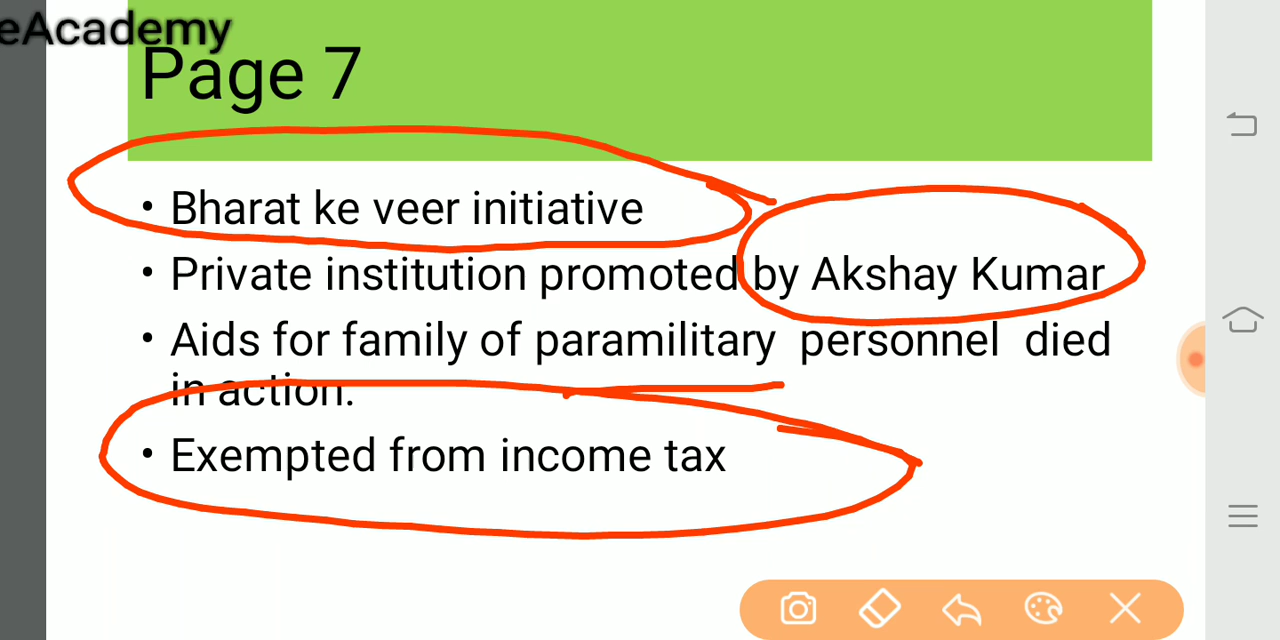 eAcademy
Page 7
• Bharat ke veer initiative
• Private institution promoted by Akshay Kumar
• Aids for family of paramilitary personnel died
in action.
• Exempted from income tax